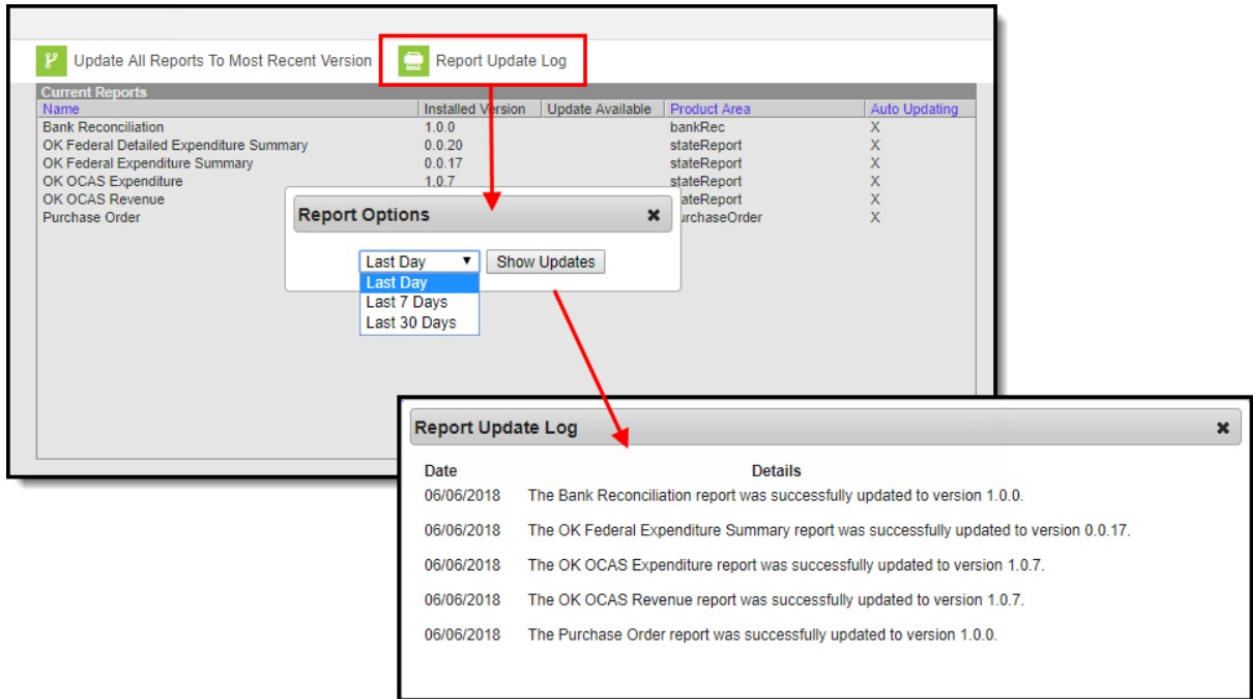 Update All Reports To Most Recent Version Report Update Log
Current Reports
Name Installed Version Update Available Product Area Auto Updating
Bank Reconciliation 1.0.0 bankRec X
OK Federal Detailed Expenditure Summary 0.0.20 stateReport X
OK Federal Expenditure Summary 0.0.17 stateReport X
OK OCAS Expenditure 1.0.7 stateReport X
OK OCAS Revenue X
Purchase Order X
Report Options
Last Day Show Updates
Last Day
Last 7 Days
Last 30 Days
Report Update Log
Date Details
06/06/2018 The Bank Reconciliation report was successfully updated to version 1.0.0.
06/06/2018 The OK Federal Expenditure Summary report was successfully updated to version 0.0.17.
06/06/2018 The OK OCAS Expenditure report was successfully updated to version 1.0.7.
06/06/2018 The OK OCAS Revenue report was successfully updated to version 1.0.7.
06/06/2018 The Purchase Order report was successfully updated to version 1.0.0.